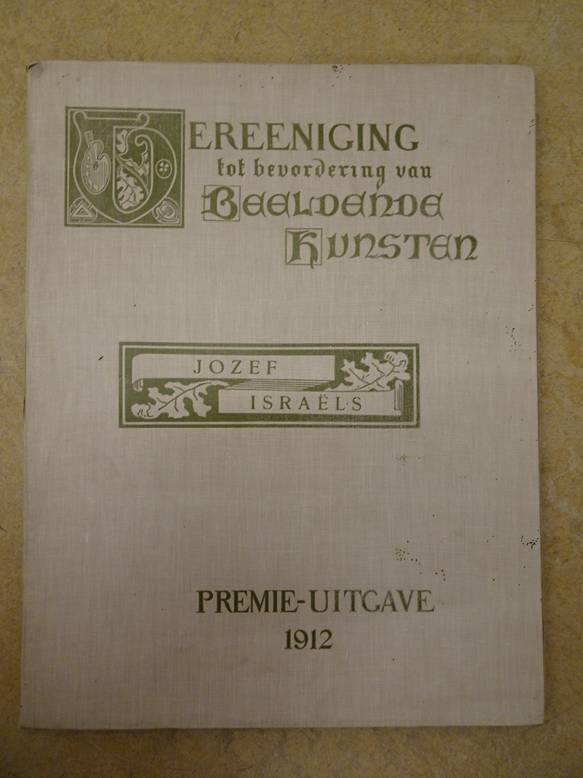 VEREENIGING
tot bevordering van
BEELDENDE
KUNSTEN
JOZEF
ISRAËLS
PREMIE-UITGAVE
1912